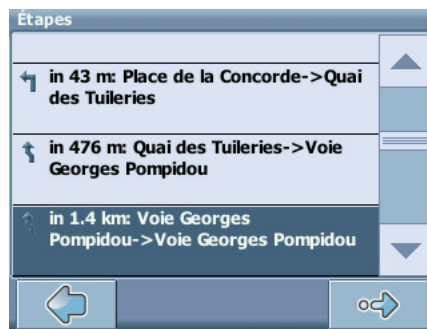 Étapes
in 43 m: Place de la Concorde->Quai
des Tuileries
in 476 m: Quai des Tuileries->Voie
Georges Pompidou
in 1.4 km: Voie Georges
Pompidou->Voie Georges Pompidou